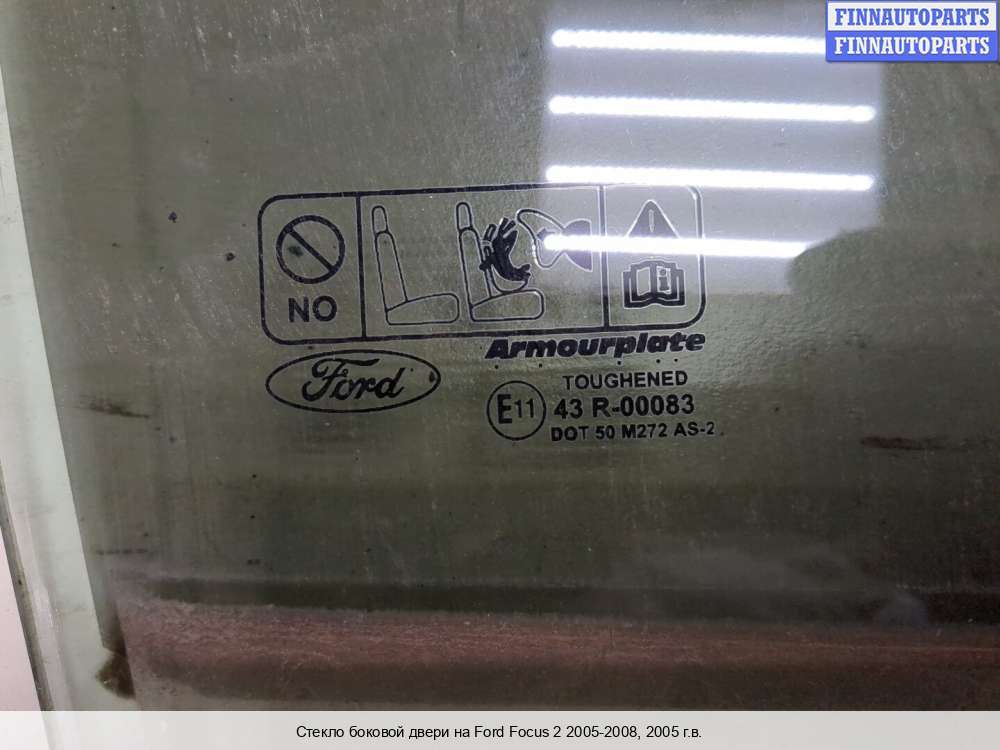 FINNAUTOPARTS
FINNAUTOPARTS
NO
Armourplate
Ford
TOUGHENED
E11 43 R-00083
DOT 50 M272 AS-2
Стекло боковой двери на Ford Focus 2 2005-2008, 2005 г.в.